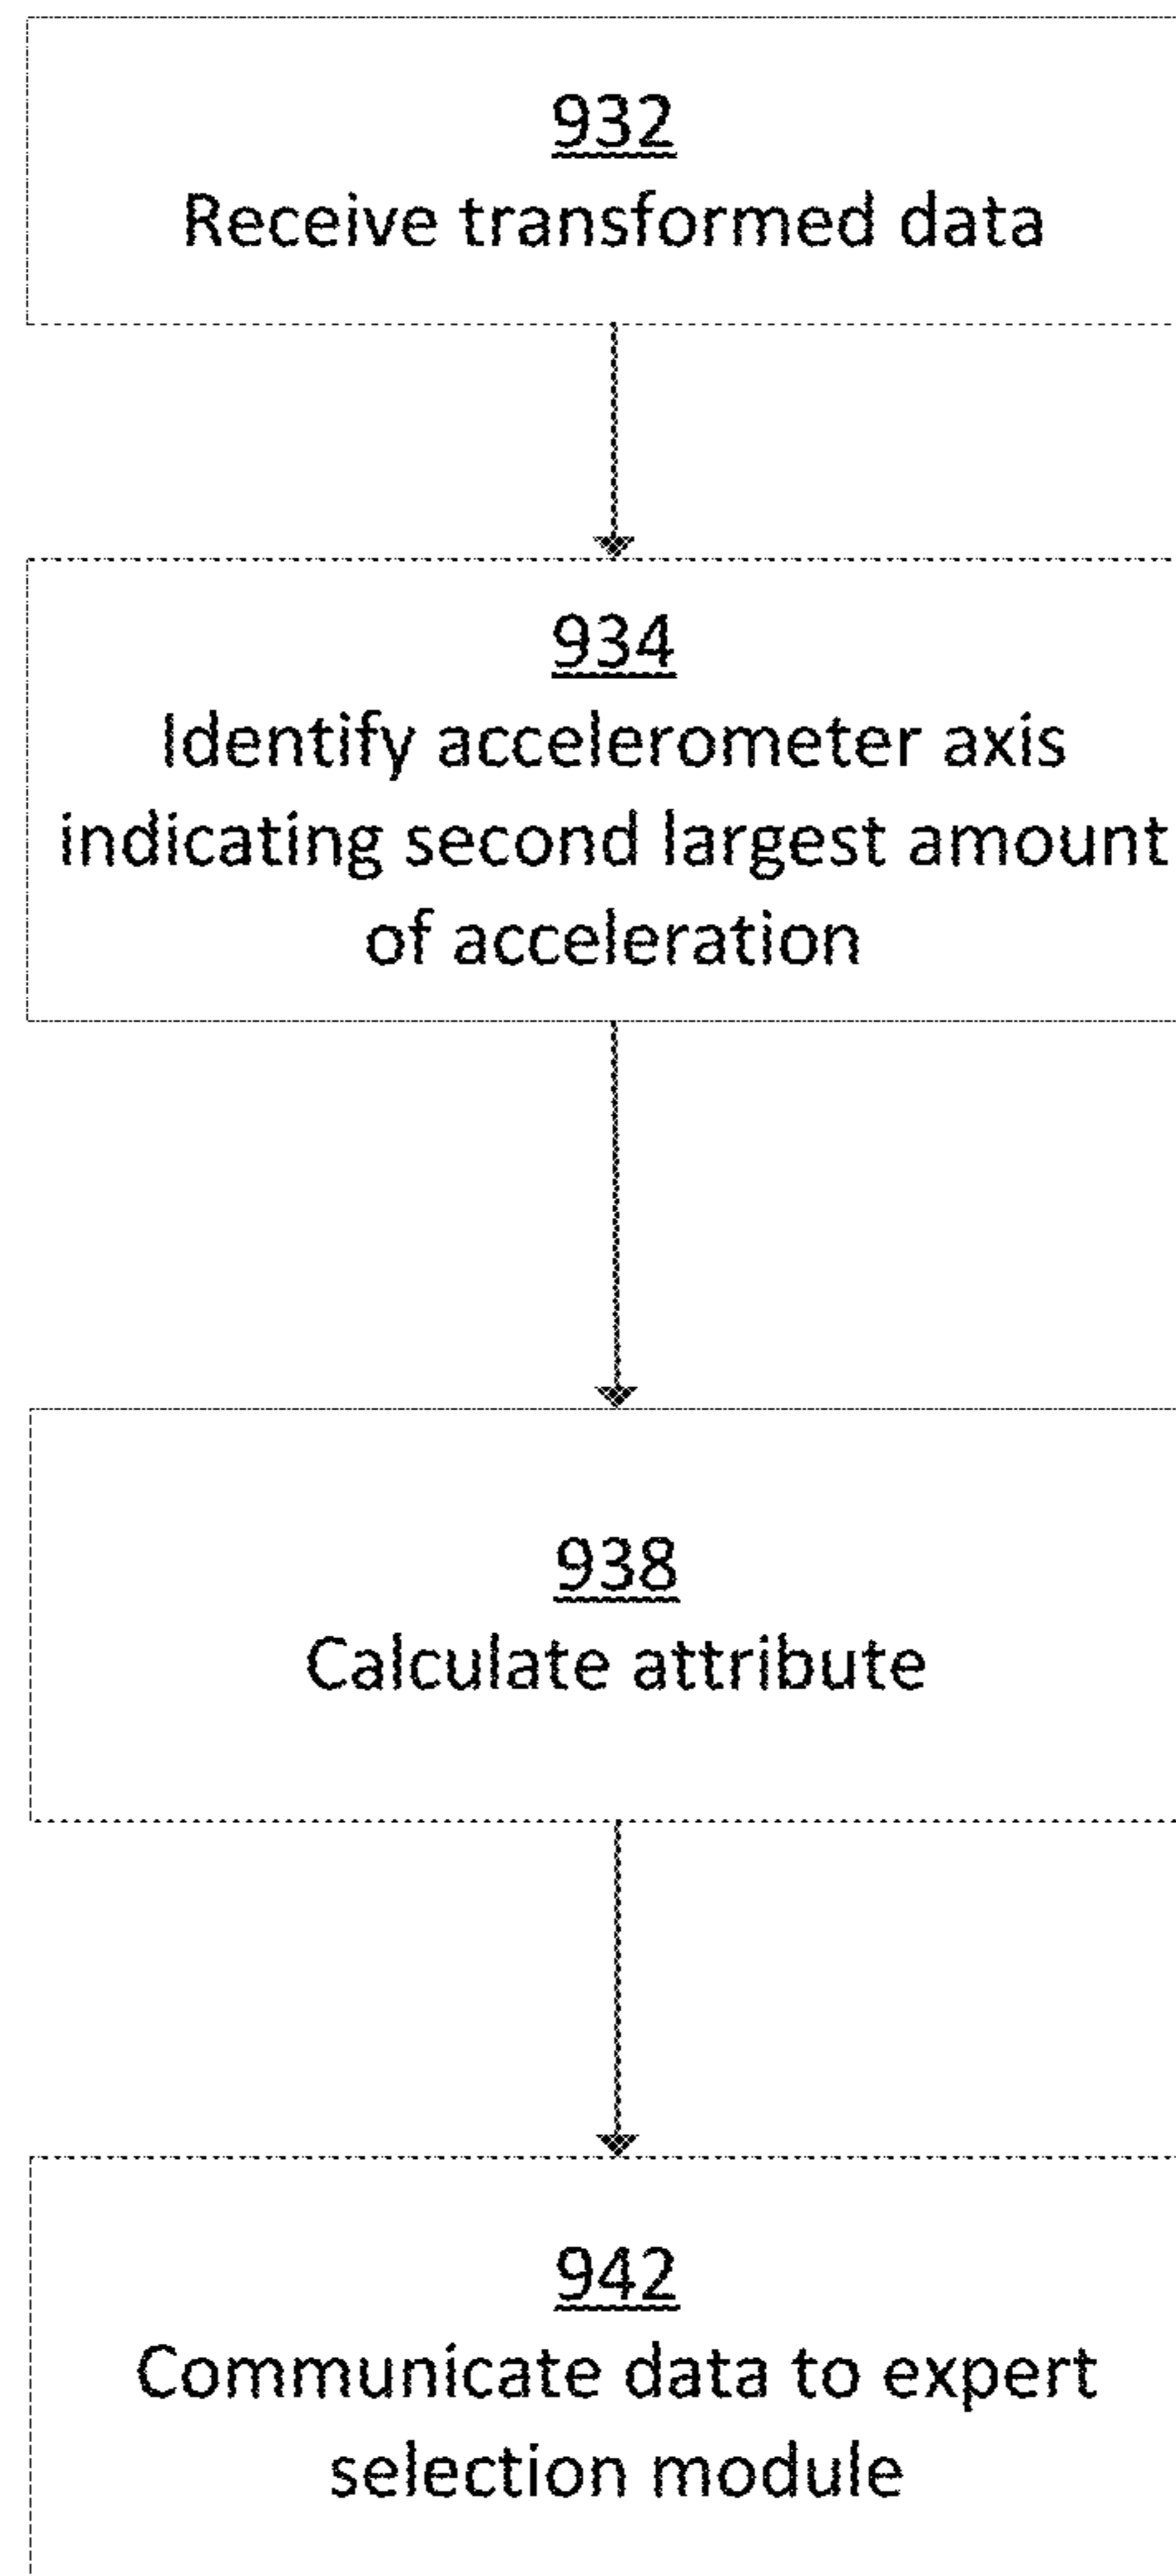 932
Receive transformed data
934
Identify accelerometer axis
indicating second largest amount
of acceleration
938
Calculate attribute
942
Communicate data to expert
selection module